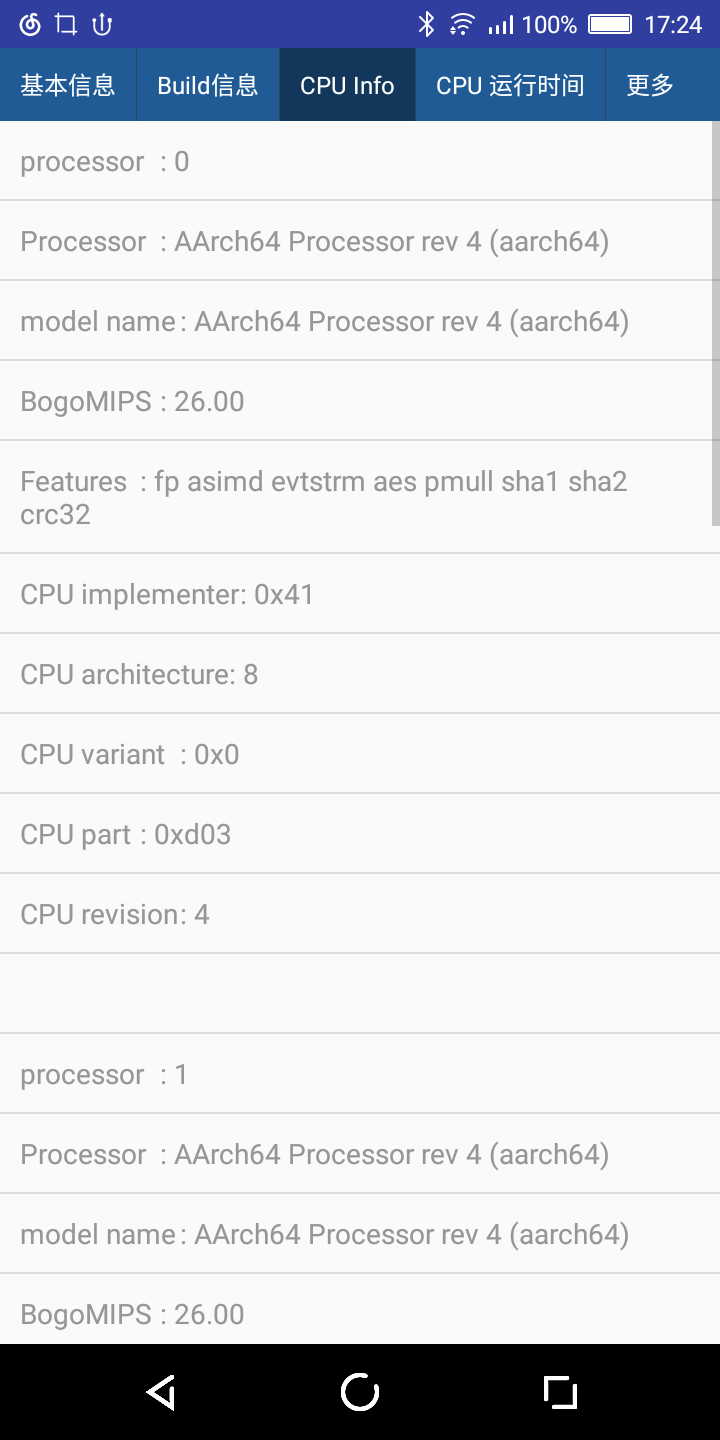 100% 17:24
基本信息 Build信息 CPU Info CPU 运行时间 更多
processor : 0
Processor : AArch64 Processor rev 4 (aarch64)
model name : AArch64 Processor rev 4 (aarch64)
BogoMIPS : 26.00
Features : fp asimd evtstrm aes pmull sha1 sha2
crc32
CPU implementer: 0x41
CPU architecture: 8
CPU variant : 0x0
CPU part : 0xd03
CPU revision: 4
processor : 1
Processor : AArch64 Processor rev 4 (aarch64)
model name : AArch64 Processor rev 4 (aarch64)
BogoMIPS : 26.00